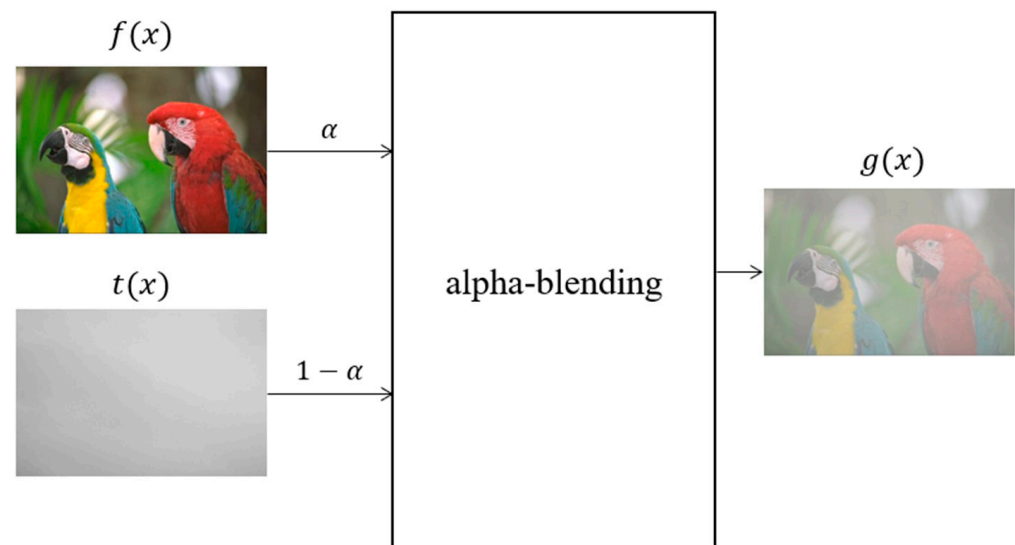 f(x)
α
t(x)
1 − α
alpha-blending
g(x)